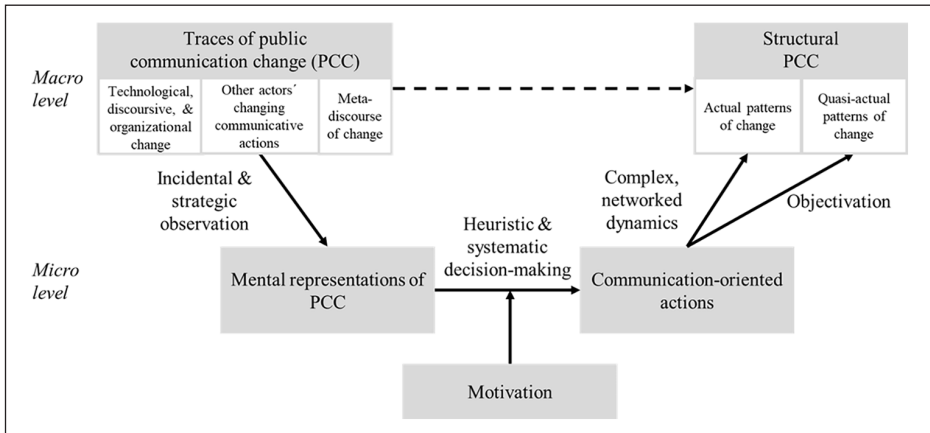 Traces of public
communication change (PCC)
Structural
PCC
Macro
level
Technological,
discoursive, &
organizational
change
Other actors´
changing
communicative
actions
Meta-
discourse
of change
Actual patterns
of change
Quasi-actual
patterns of
change
Incidental &
strategic
observation
Complex,
networked
dynamics
Objectivation
Heuristic &
systematic
decision-making
Micro
level
Mental representations of
PCC
Communication-oriented
actions
Motivation